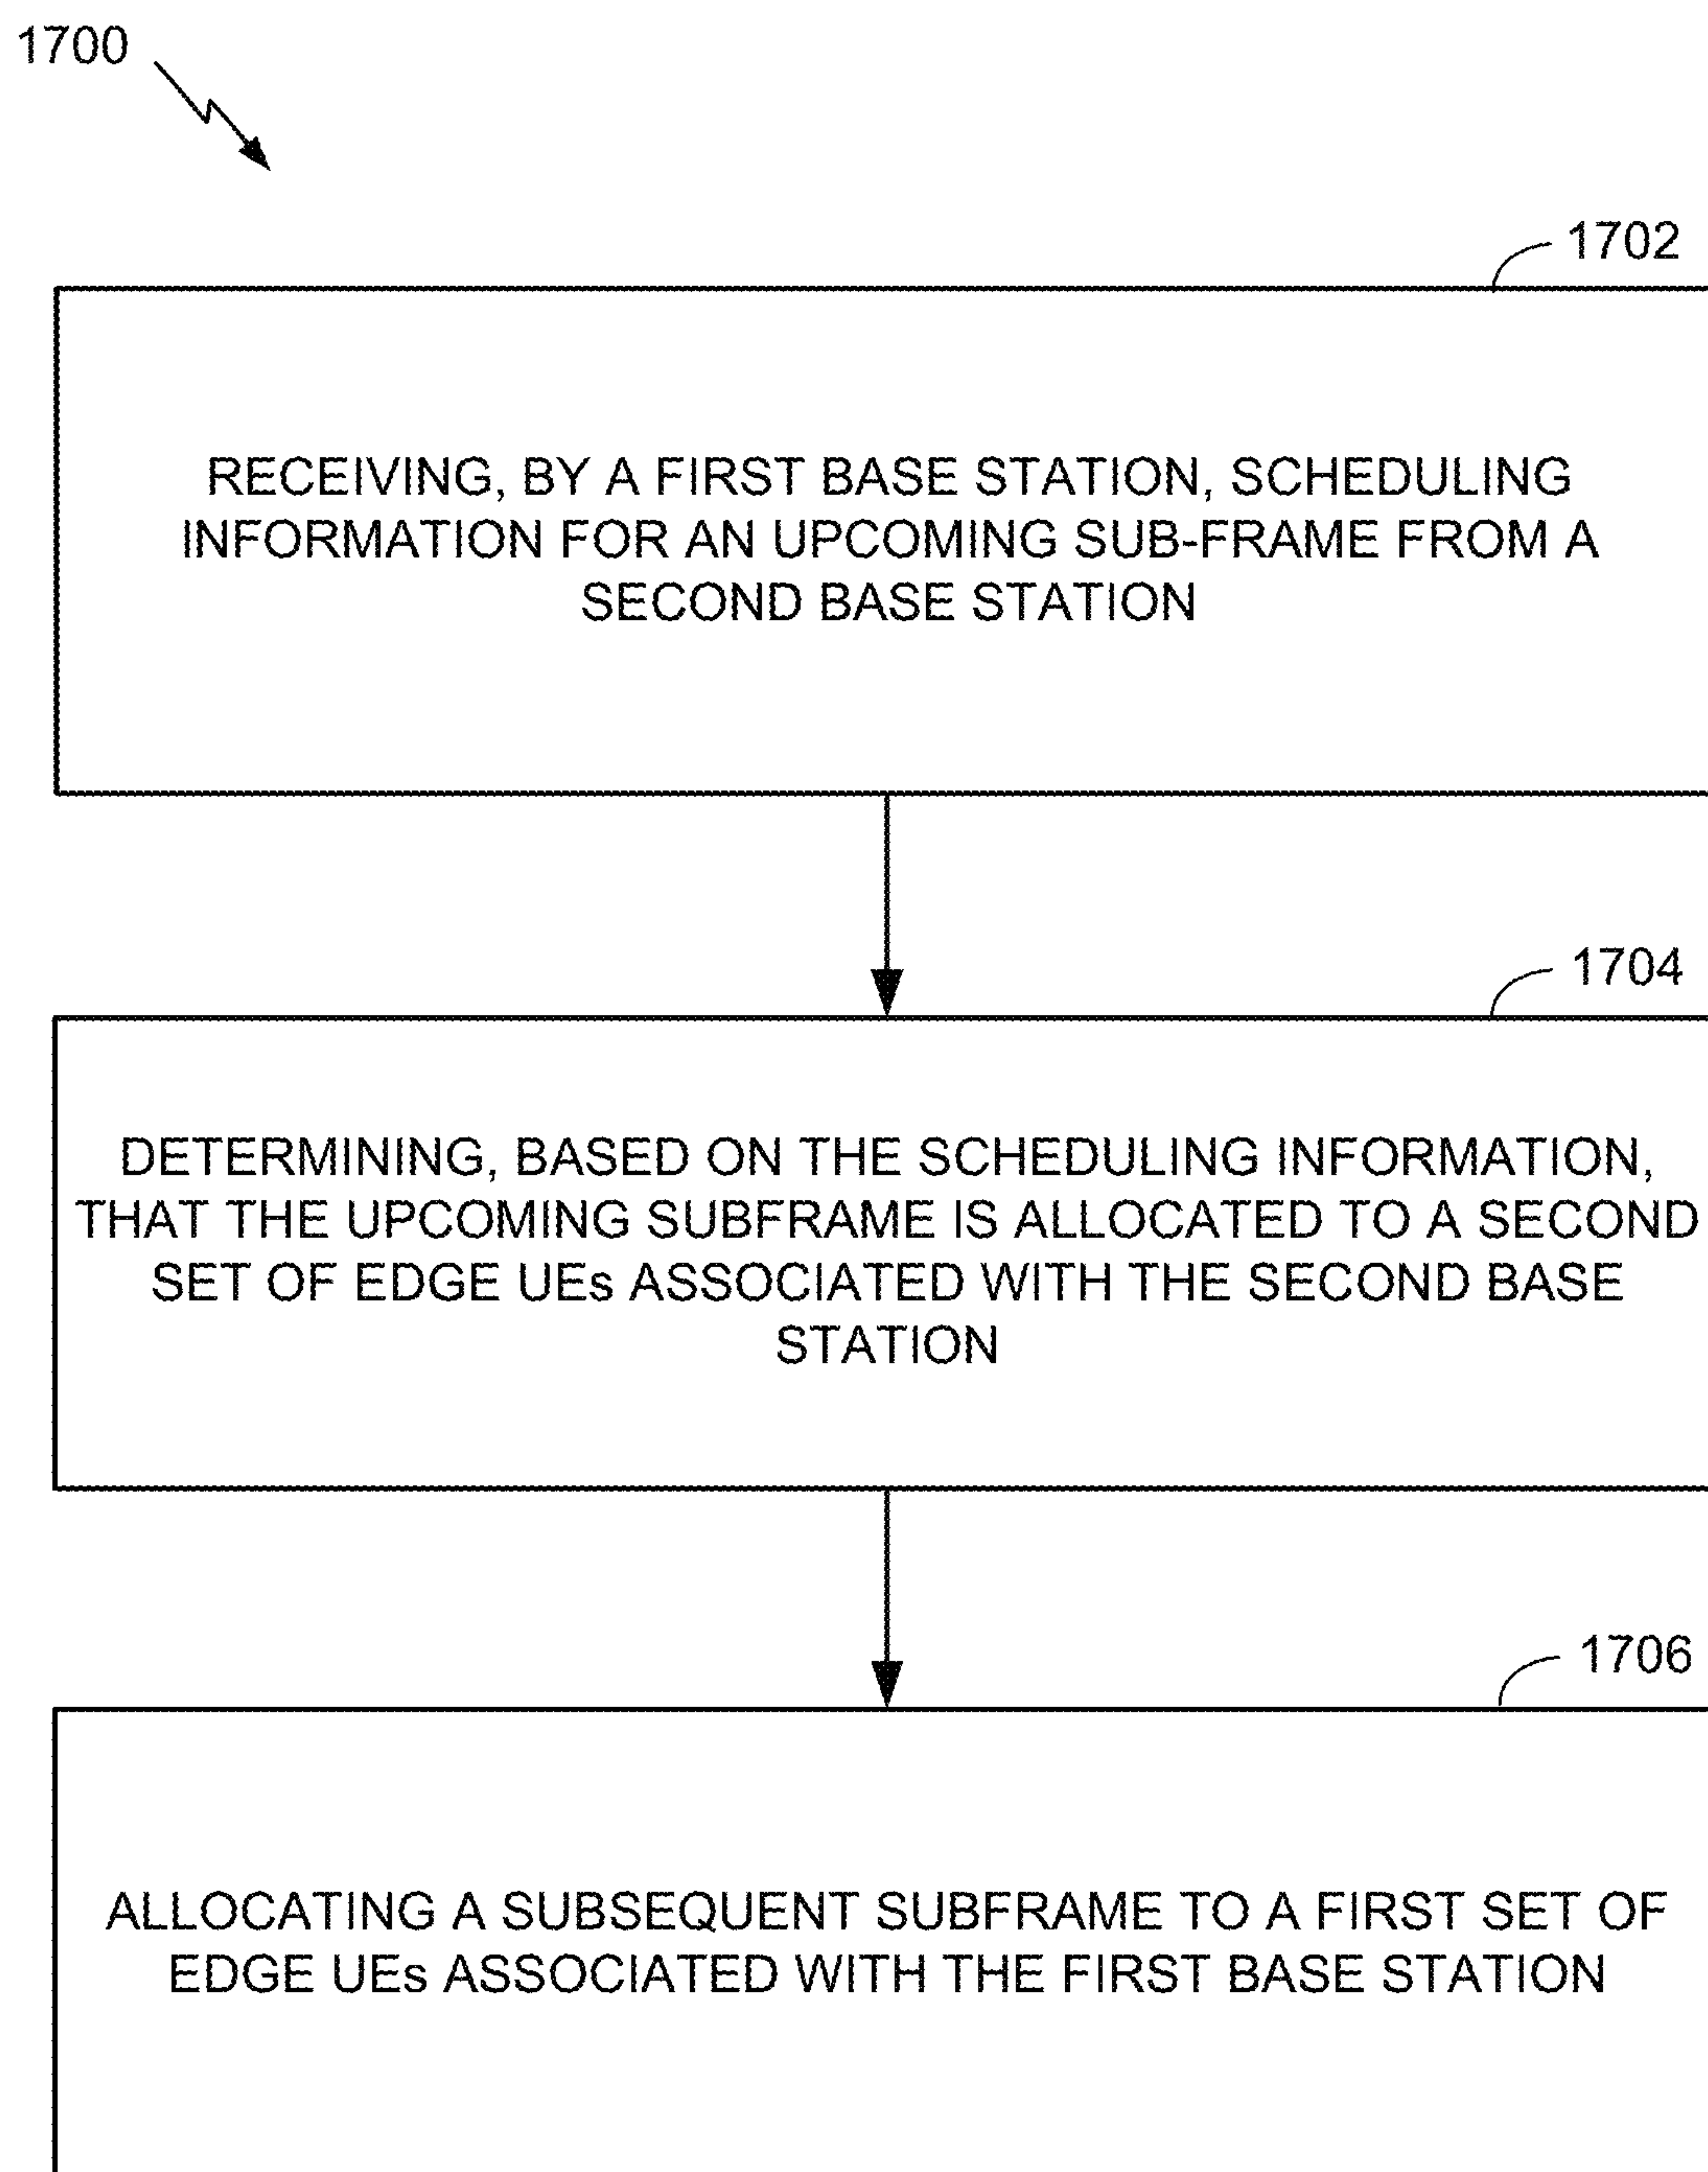 1700
1702
RECEIVING, BY A FIRST BASE STATION, SCHEDULING
INFORMATION FOR AN UPCOMING SUB-FRAME FROM A
SECOND BASE STATION
1704
DETERMINING, BASED ON THE SCHEDULING INFORMATION,
THAT THE UPCOMING SUBFRAME IS ALLOCATED TO A SECOND
SET OF EDGE UEs ASSOCIATED WITH THE SECOND BASE
STATION
1706
ALLOCATING A SUBSEQUENT SUBFRAME TO A FIRST SET OF
EDGE UEs ASSOCIATED WITH THE FIRST BASE STATION